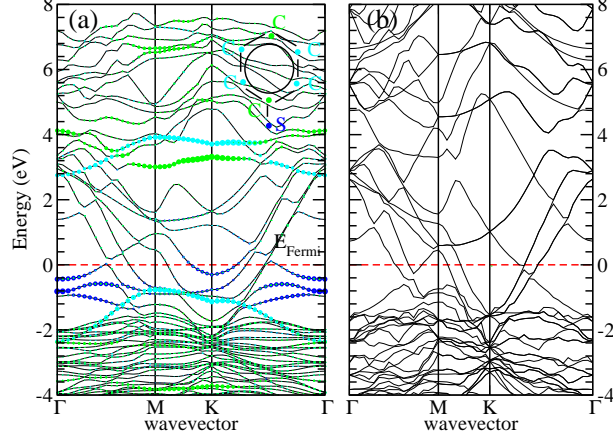 8 (a) C 8 (b) 8
C C
6 6
C C
C
S
4 4
2 2
Energy (eV)
E_Fermi
0 0
-2 -2
-4 -4
Γ M K Γ Γ M K Γ
wavevector wavevector